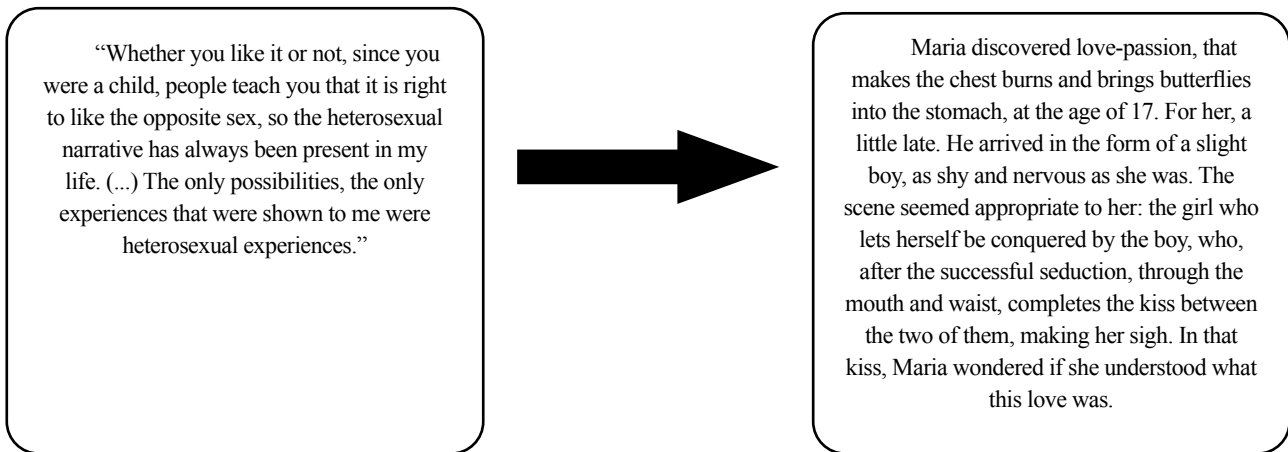 “Whether you like it or not, since you
were a child, people teach you that it is right
to like the opposite sex, so the heterosexual
narrative has always been present in my
life. (...) The only possibilities, the only
experiences that were shown to me were
heterosexual experiences.”
Maria discovered love-passion, that
makes the chest burns and brings butterflies
into the stomach, at the age of 17. For her, a
little late. He arrived in the form of a slight
boy, as shy and nervous as she was. The
scene seemed appropriate to her: the girl who
lets herself be conquered by the boy, who,
after the successful seduction, through the
mouth and waist, completes the kiss between
the two of them, making her sigh. In that
kiss, Maria wondered if she understood what
this love was.